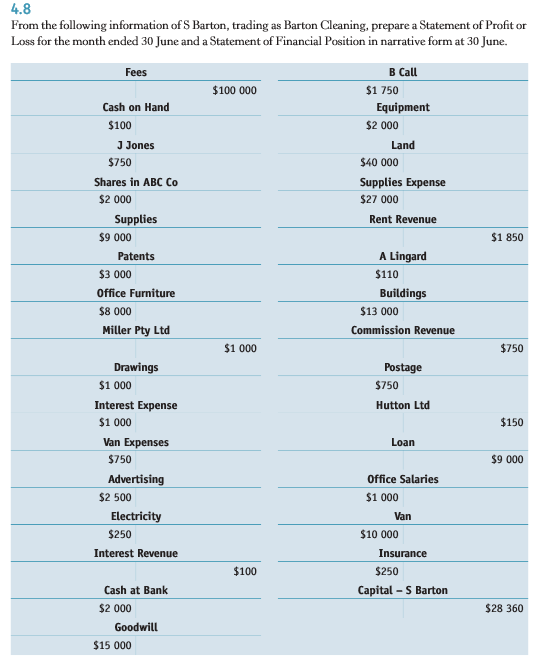 4.8
From the following information of S Barton, trading as Barton Cleaning, prepare a Statement of Profit or
Loss for the month ended 30 June and a Statement of Financial Position in narrative form at 30 June.
Fees
$100 000
Cash on Hand
$100
J Jones
$750
Shares in ABC Co
$2 000
Supplies
$9 000
Patents
$3 000
Office Furniture
$8 000
Miller Pty Ltd
$1 000
Drawings
$1 000
Interest Expense
$1 000
Van Expenses
$750
Advertising
$2 500
Electricity
$250
Interest Revenue
$100
Cash at Bank
$2 000
Goodwill
$15 000
B Call
$1 750
Equipment
$2 000
Land
$40 000
Supplies Expense
$27 000
Rent Revenue
$1 850
A Lingard
$110
Buildings
$13 000
Commission Revenue
$750
Postage
$750
Hutton Ltd
$150
Loan
$9 000
Office Salaries
$1 000
Van
$10 000
Insurance
$250
Capital – S Barton
$28 360